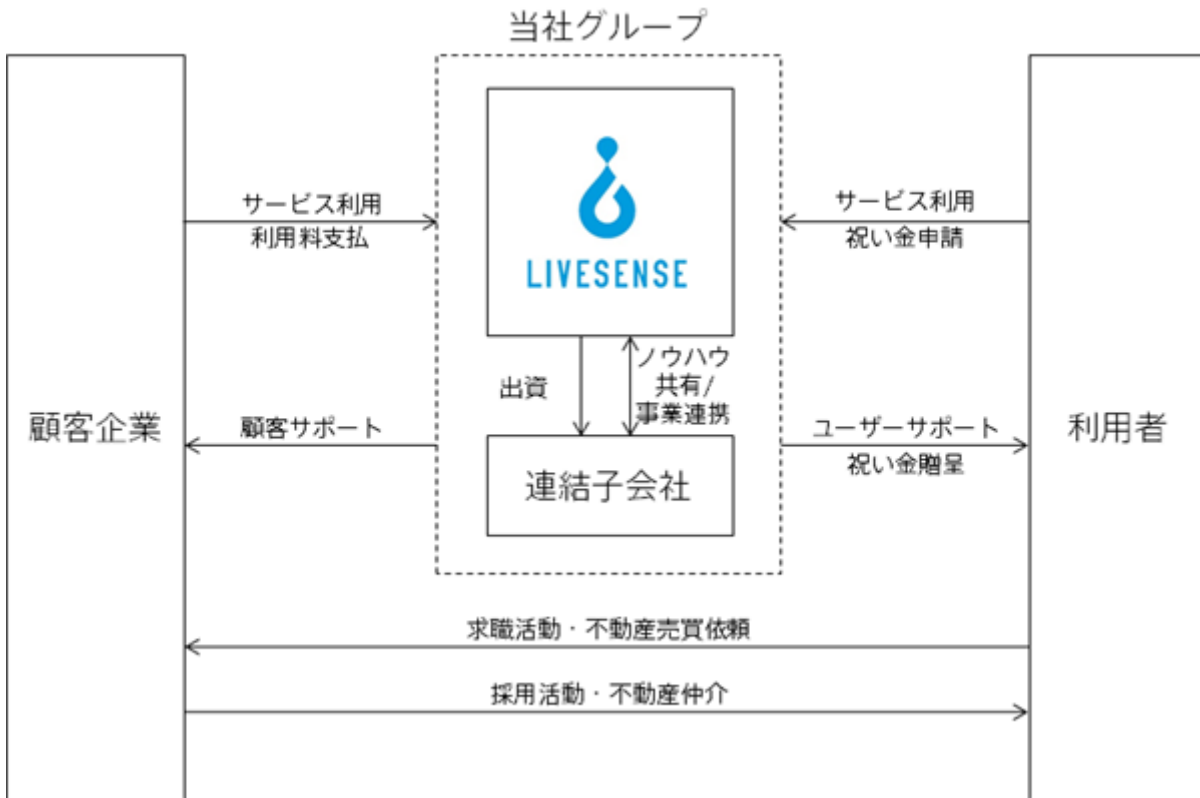 当社グループ
サービス利用
利用料支払
LIVESENSE
サービス利用
祝い金申請
出資
ノウハウ
共有/
事業連携
顧客企業
顧客サポート
連結子会社
ユーザーサポート
祝い金贈呈
利用者
求職活動・不動産売買依頼
採用活動・不動産仲介